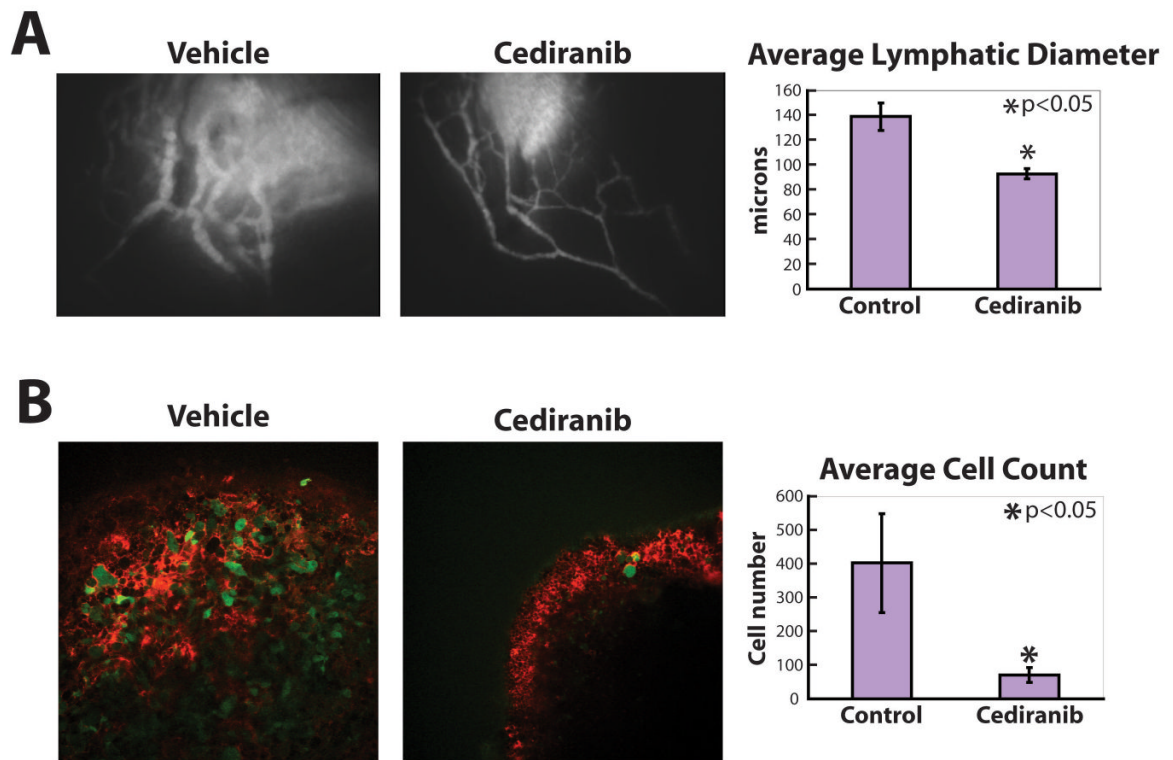 A
Vehicle
Cediranib
Average Lymphatic Diameter
*p<0.05
*
microns
160
140
120
100
80
60
40
20
0
Control
Cediranib
B
Vehicle
Cediranib
Average Cell Count
*p<0.05
*
Cell number
600
500
400
300
200
100
0
Control
Cediranib